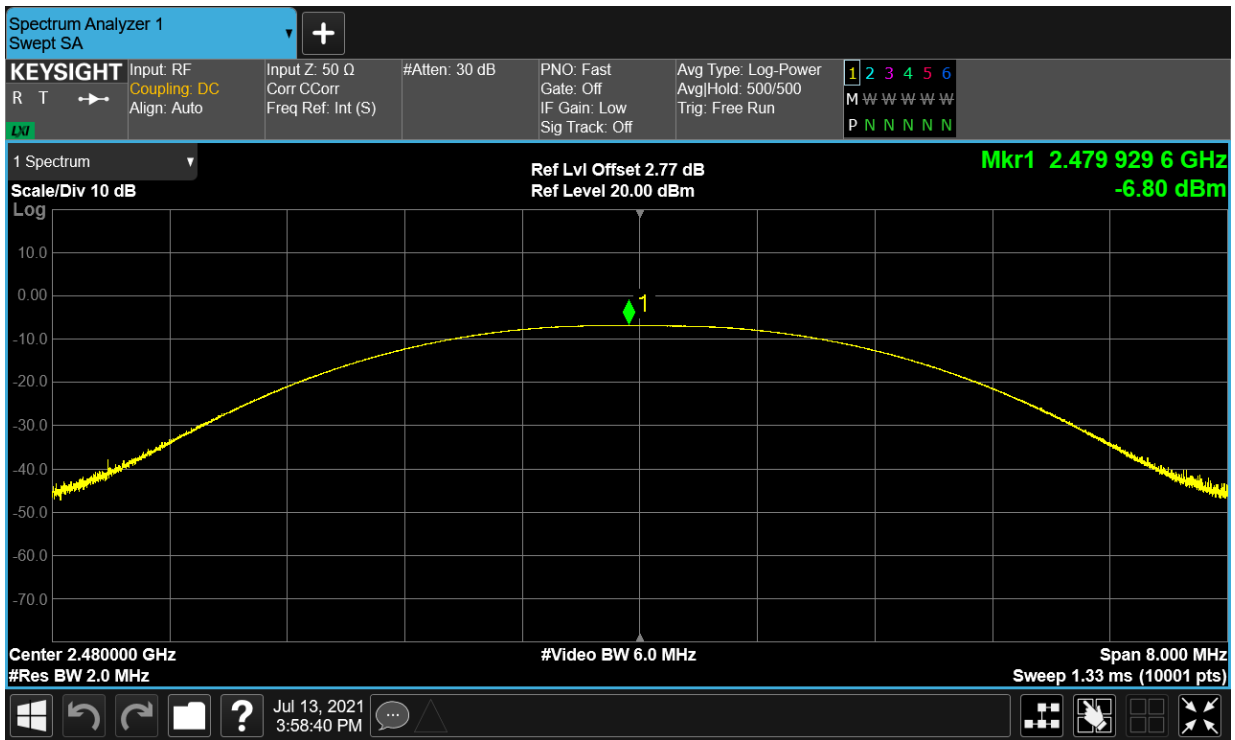 Spectrum Analyzer 1
Swept SA
KEYSIGHT
R T
LXI
Input: RF
Coupling: DC
Align: Auto
Input Z: 50 Ω
Corr CCorr
Freq Ref: Int (S)
#Atten: 30 dB
PNO: Fast
Gate: Off
IF Gain: Low
Sig Track: Off
Avg Type: Log-Power
Avg|Hold: 500/500
Trig: Free Run
1 2 3 4 5 6
M W W W W W
P N N N N N
1 Spectrum
Scale/Div 10 dB
Log
Ref Lvl Offset 2.77 dB
Ref Level 20.00 dBm
Mkr1 2.479 929 6 GHz
-6.80 dBm
10.0
0.00
1
-10.0
-20.0
-30.0
-40.0
-50.0
-60.0
-70.0
Center 2.480000 GHz
#Res BW 2.0 MHz
#Video BW 6.0 MHz
Span 8.000 MHz
Sweep 1.33 ms (10001 pts)
?
Jul 13, 2021
3:58:40 PM